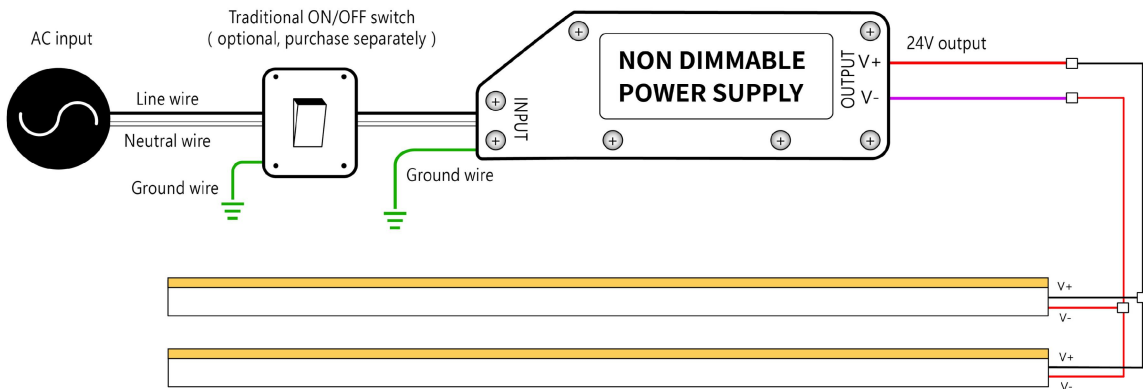 Traditional ON/OFF switch
( optional, purchase separately )
AC input
Line wire
Neutral wire
Ground wire
Ground wire
INPUT
NON DIMMABLE
POWER SUPPLY
OUTPUT
V+
V-
24V output
V+
V-
V+
V-